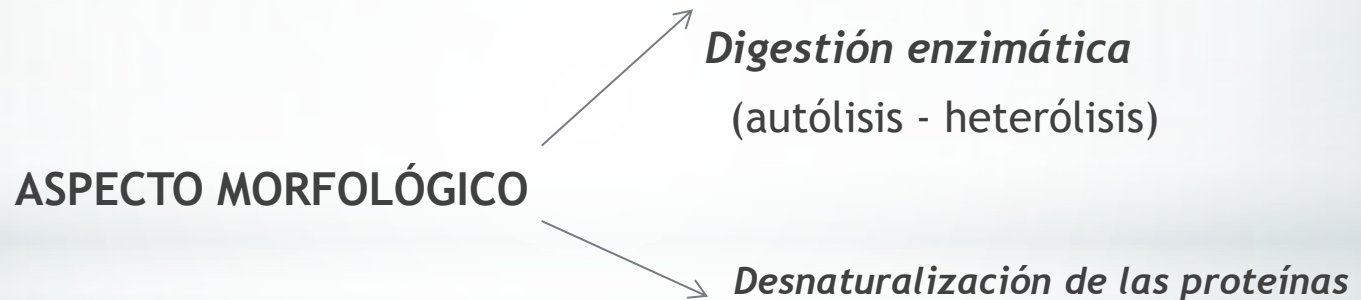 Digestión enzimática
(autólisis - heterólisis)
ASPECTO MORFOLÓGICO
Desnaturalización de las proteínas